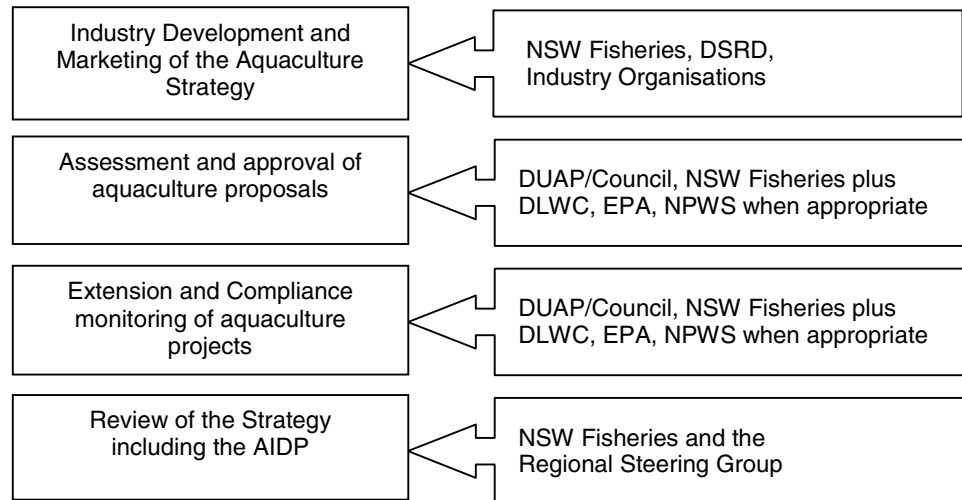 Industry Development and
Marketing of the Aquaculture
Strategy
NSW Fisheries, DSRD,
Industry Organisations
Assessment and approval of
aquaculture proposals
DUAP/Council, NSW Fisheries plus
DLWC, EPA, NPWS when appropriate
Extension and Compliance
monitoring of aquaculture
projects
DUAP/Council, NSW Fisheries plus
DLWC, EPA, NPWS when appropriate
Review of the Strategy
including the AIDP
NSW Fisheries and the
Regional Steering Group